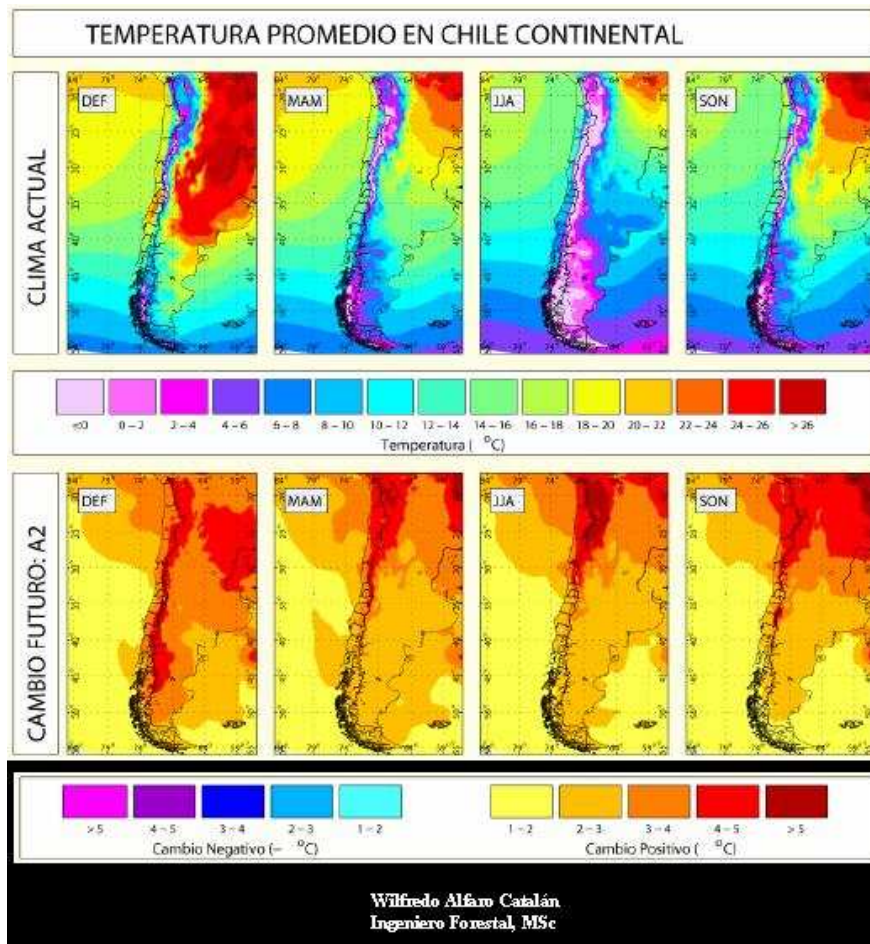 TEMPERATURA PROMEDIO EN CHILE CONTINENTAL
CLIMA ACTUAL
DEF
MAM
JJA
SON
≤0
0 – 2
2 – 4
4 – 6
6 – 8
8 – 10
10 – 12
12 – 14
14 – 16
16 – 18
18 – 20
20 – 22
22 – 24
24 – 26
> 26
Temperatura ( °C)
CAMBIO FUTURO: A2
DEF
MAM
JJA
SON
> 5
4 – 5
3 – 4
2 – 3
1 – 2
Cambio Negativo (– °C)
1 – 2
2 – 3
3 – 4
4 – 5
> 5
Cambio Positivo ( °C)
Wilfredo Alfaro Catalán
Ingeniero Forestal, MSc